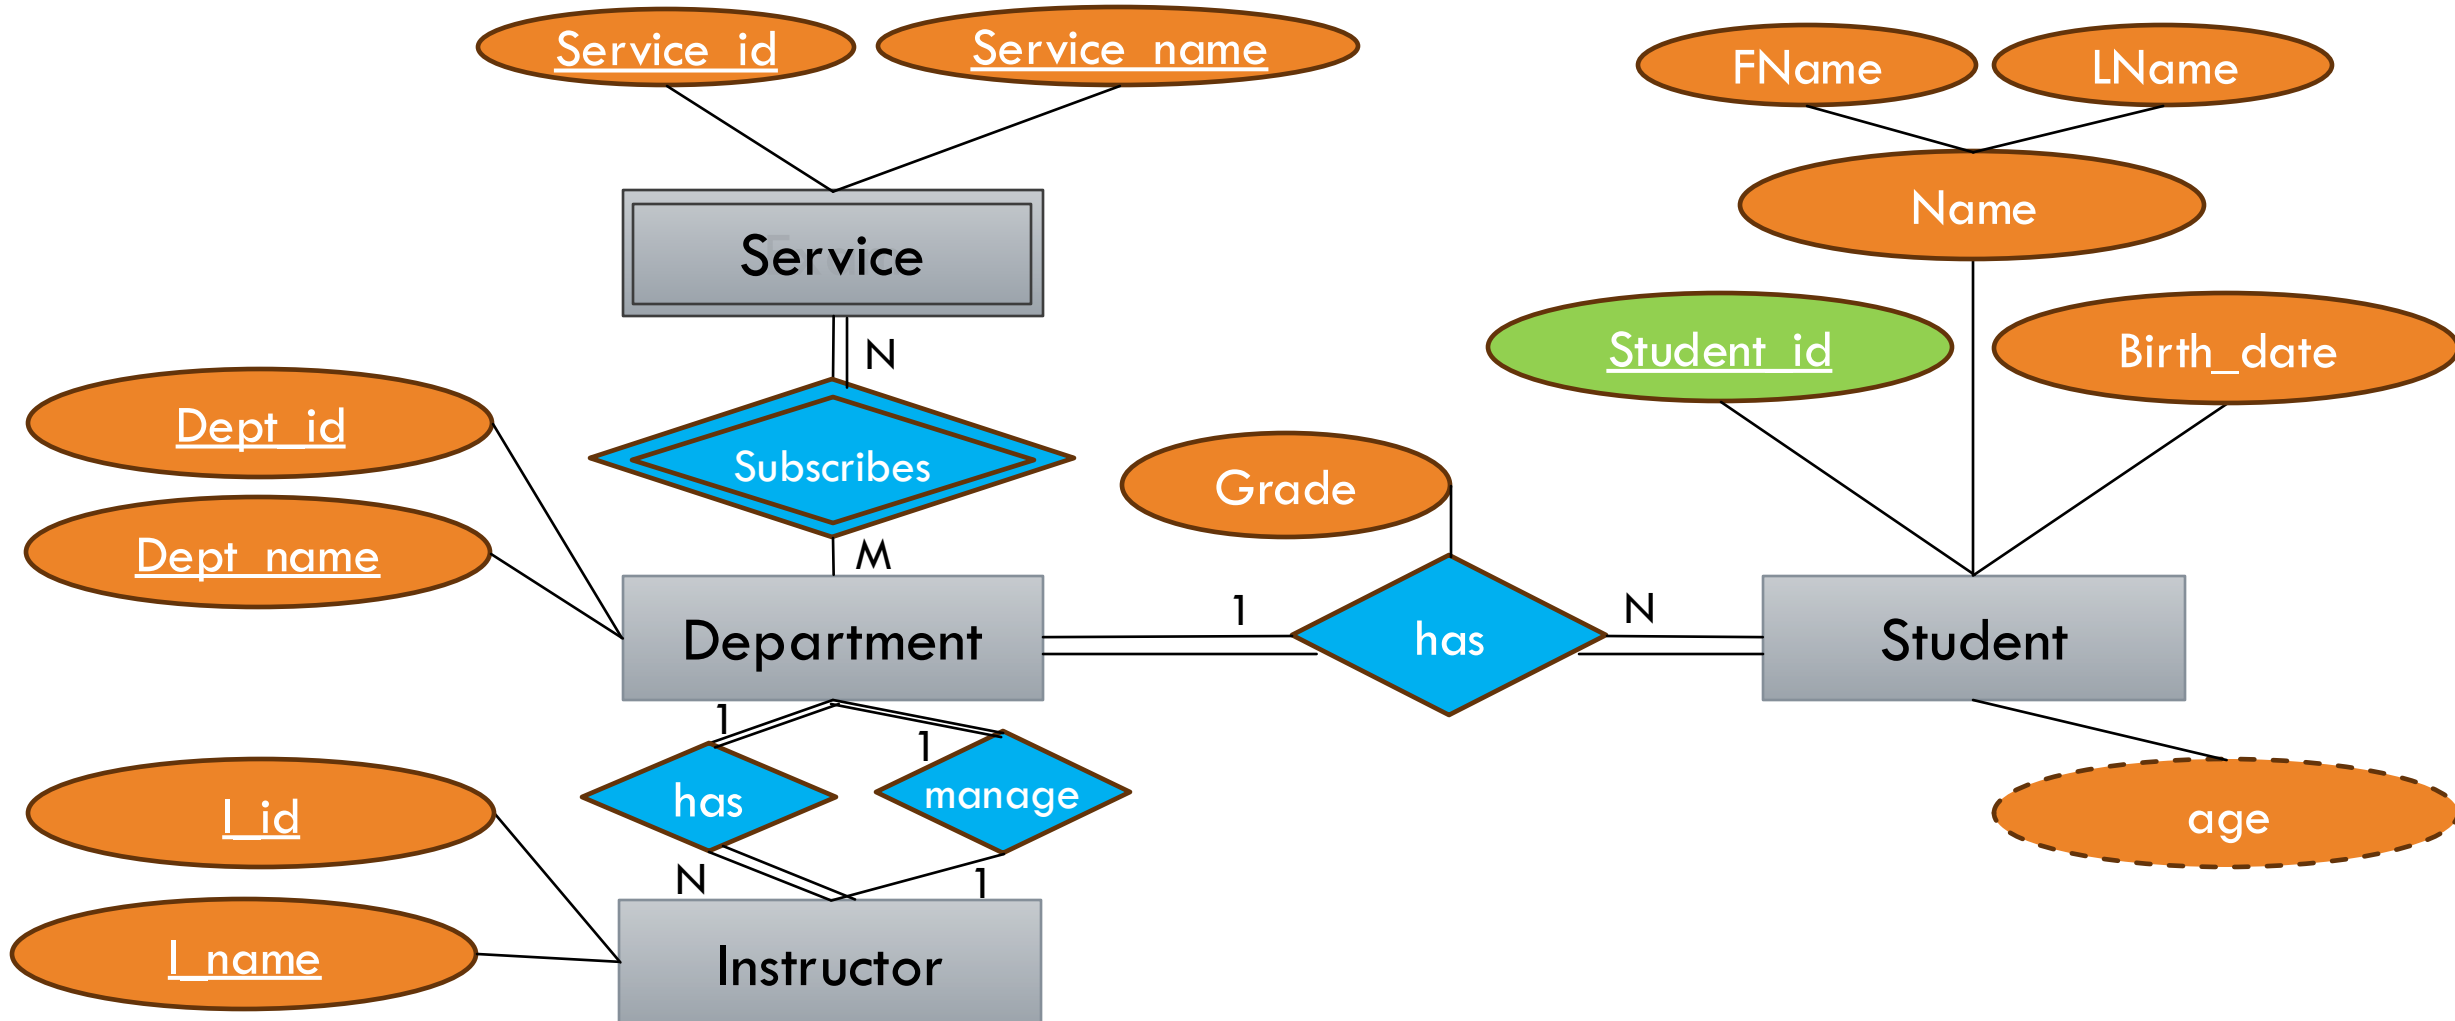 Service_id
Service_name
FName
LName
Name
Service
Student_id
Birth_date
N
Dept_id
Subscribes
Grade
Dept_name
M
1
N
Department
has
Student
1
1
has
manage
I_id
age
N
1
I_name
Instructor